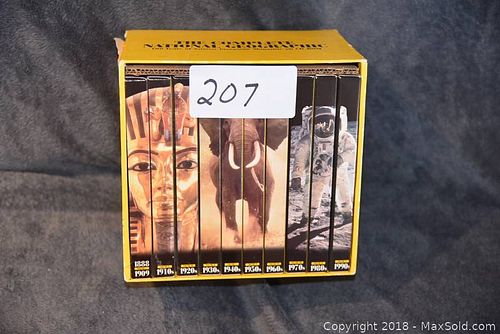 THE COMPLETE
NATIONAL GEOGRAPHIC
207
1888
1909
1910s
1920s
1930s
1940s
1950s
1960s
1970s
1980s
1990s
Copyright 2018 - MaxSold.com